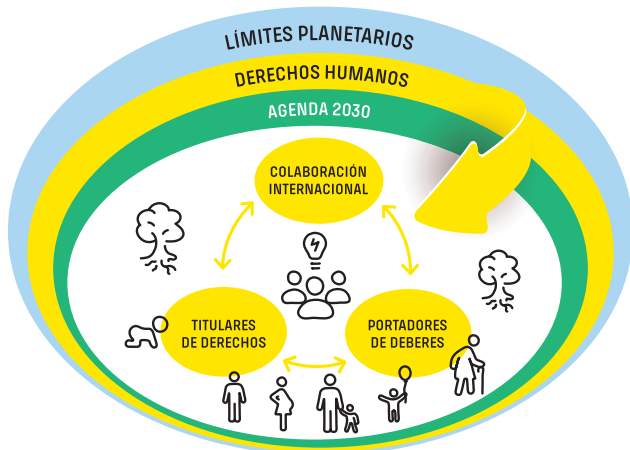 LÍMITES PLANETARIOS
DERECHOS HUMANOS
AGENDA 2030
COLABORACIÓN
INTERNACIONAL
TITULARES
DE DERECHOS
PORTADORES
DE DEBERES